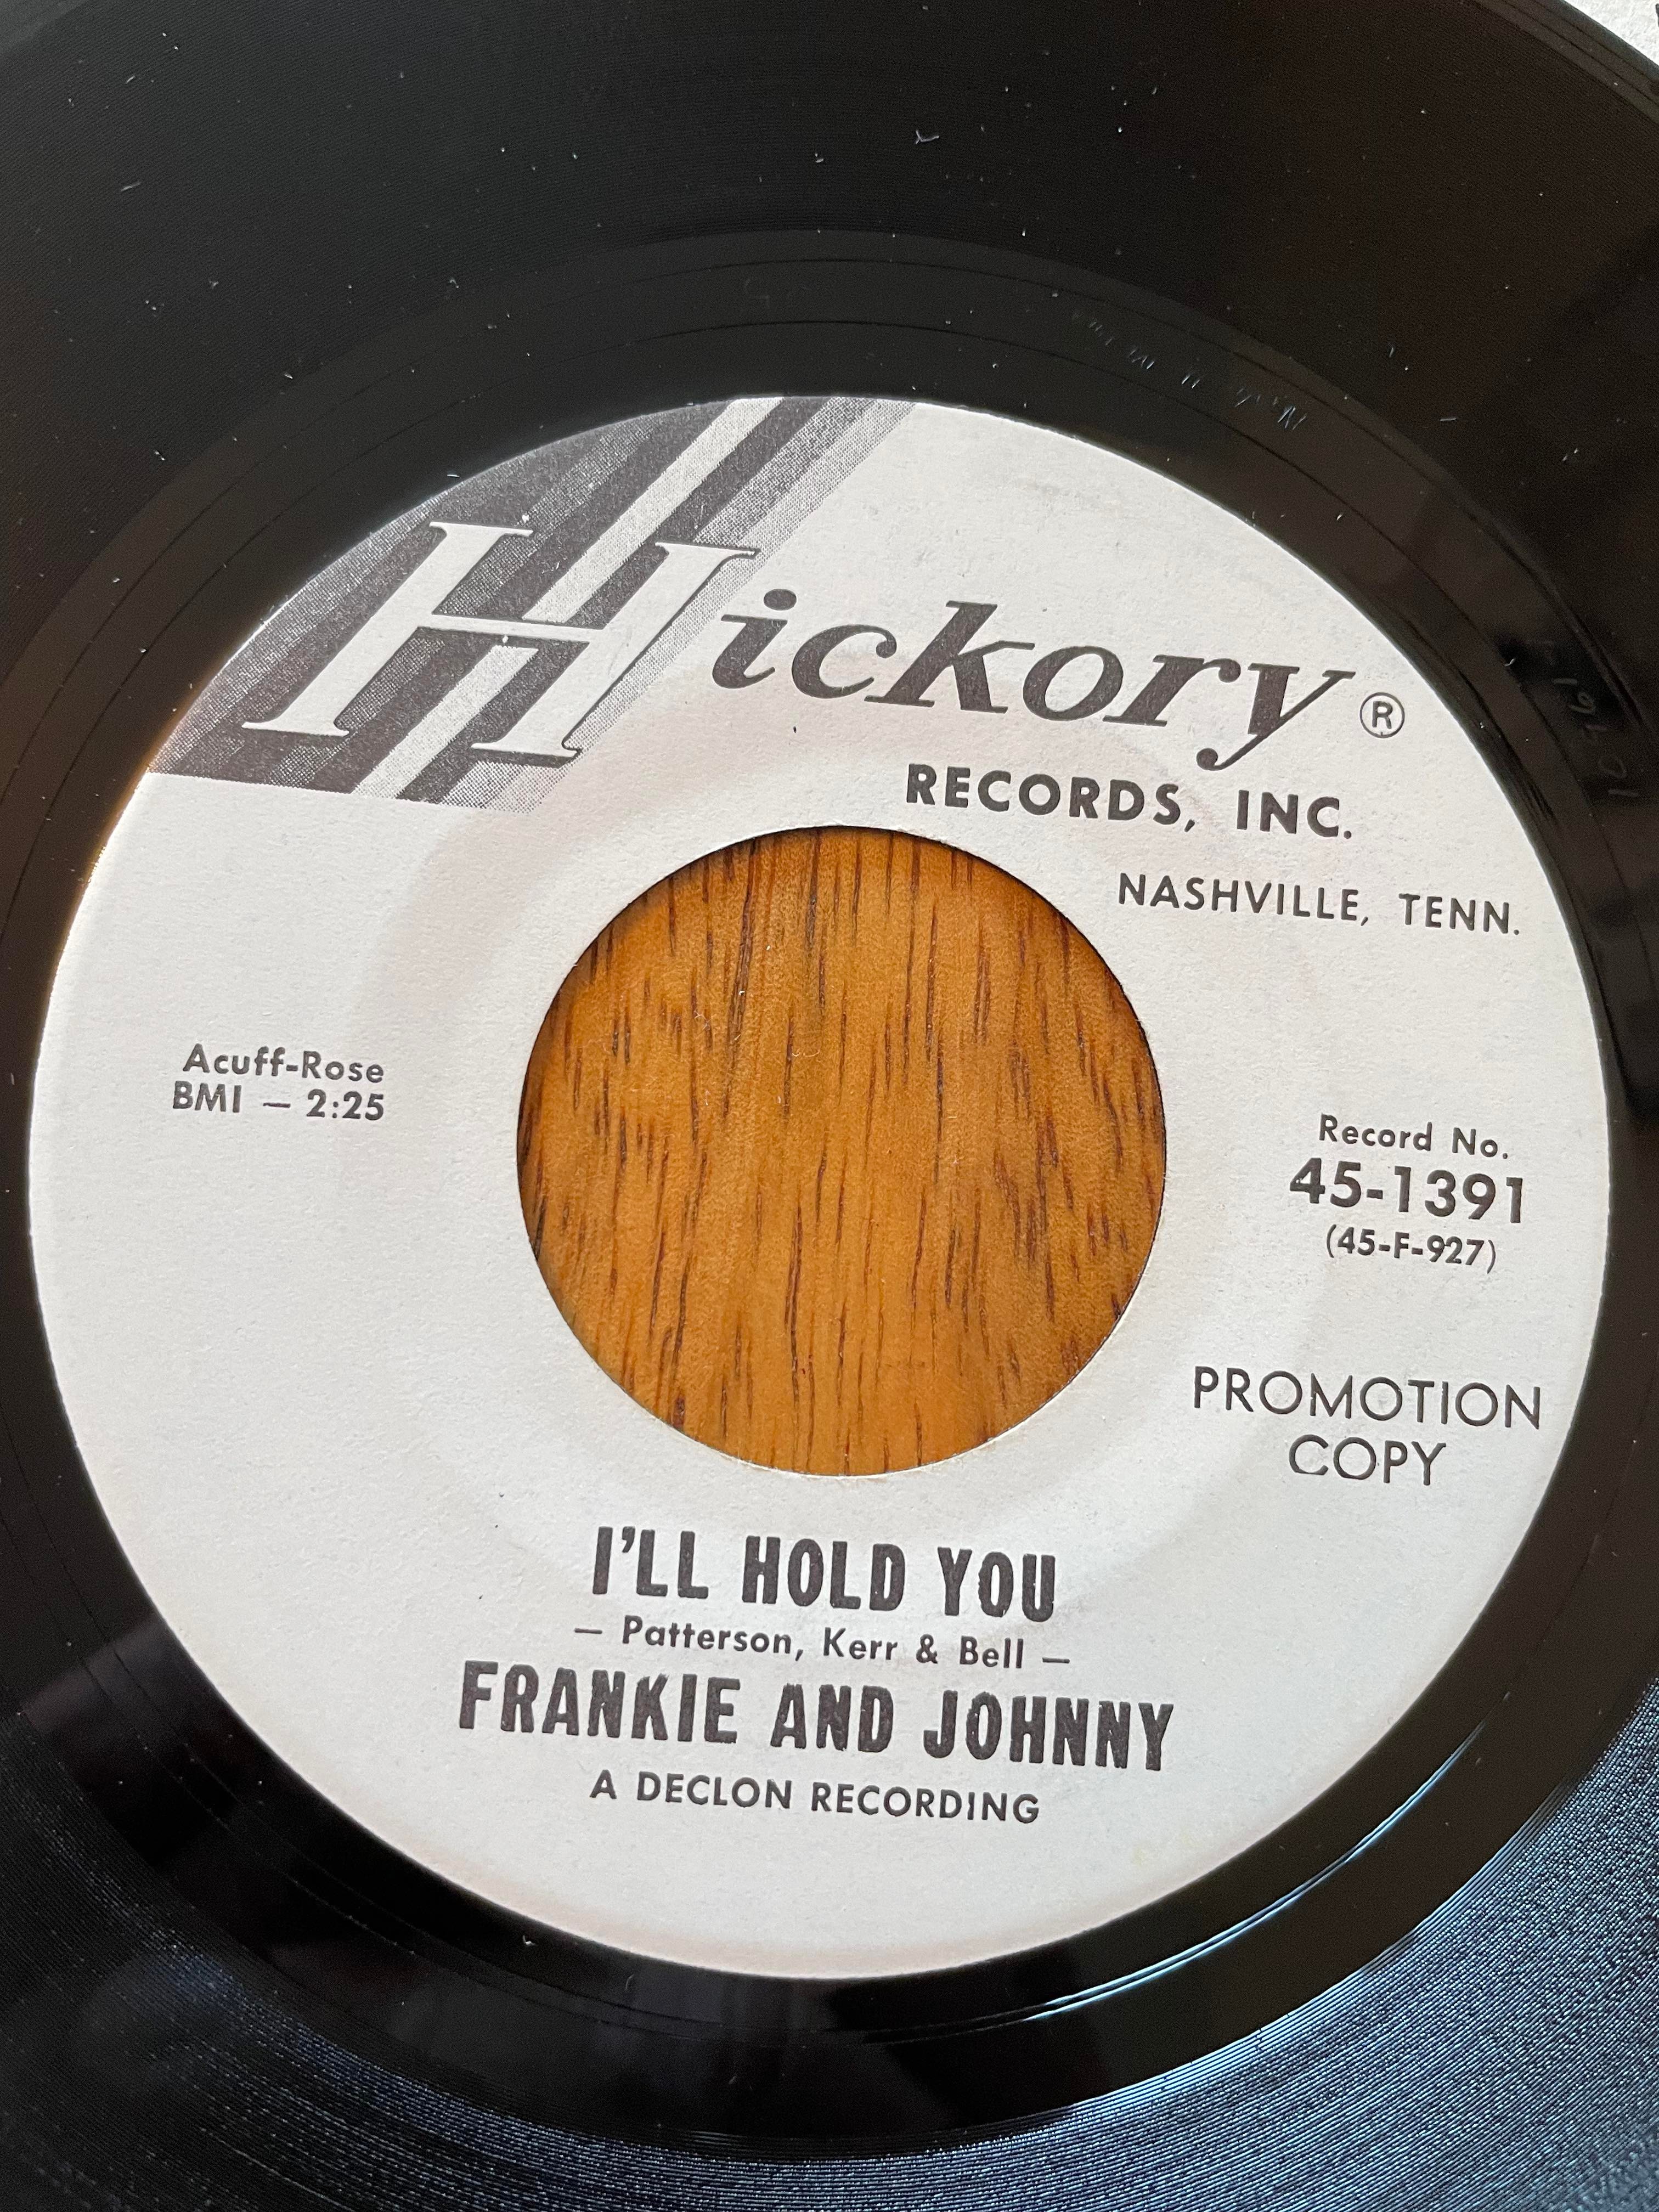 Hickory®
RECORDS, INC.
NASHVILLE, TENN.
Acuff-Rose
BMI — 2:25
Record No.
45-1391
(45-F-927)
PROMOTION
COPY
I'LL HOLD YOU
— Patterson, Kerr & Bell —
FRANKIE AND JOHNNY
A DECLON RECORDING